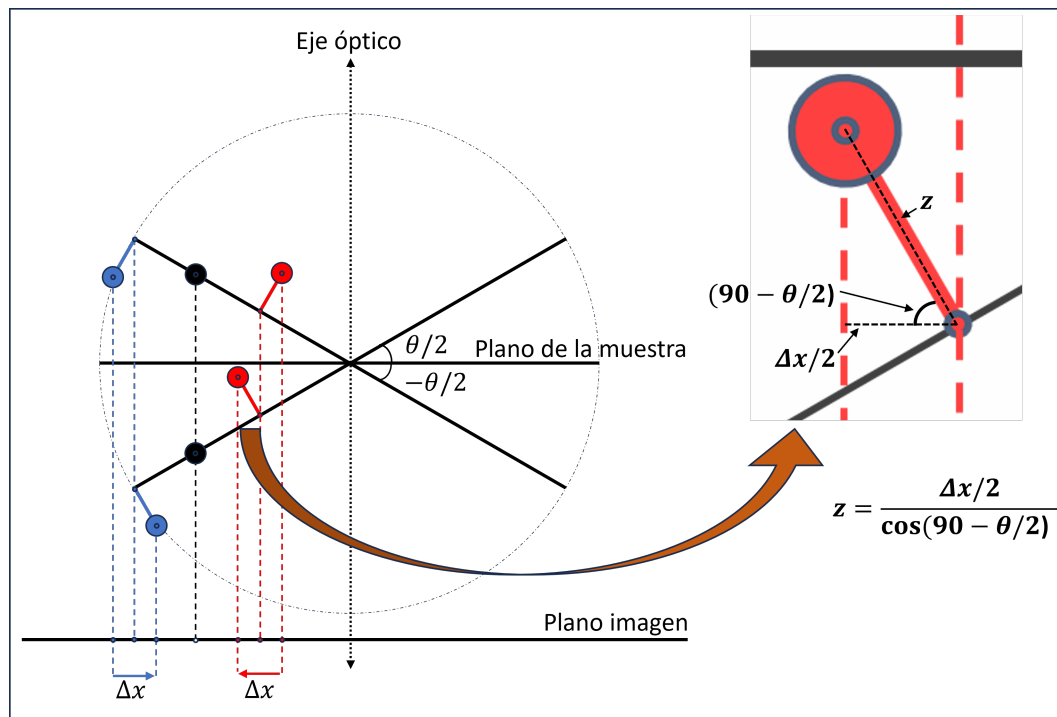 Eje óptico
z
(90 − θ/2)
Δx/2
θ/2
Plano de la muestra
−θ/2
z = Δx/2 / cos(90 − θ/2)
Plano imagen
Δx
Δx